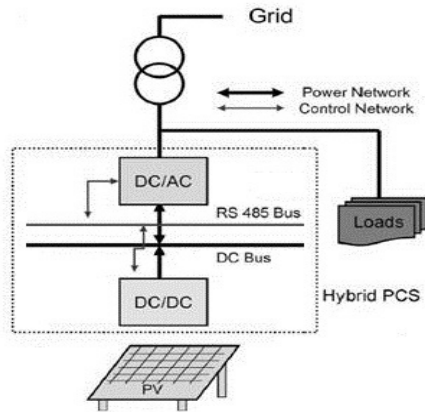 Grid
Power Network
Control Network
DC/AC
RS 485 Bus
Loads
DC Bus
DC/DC
Hybrid PCS
PV